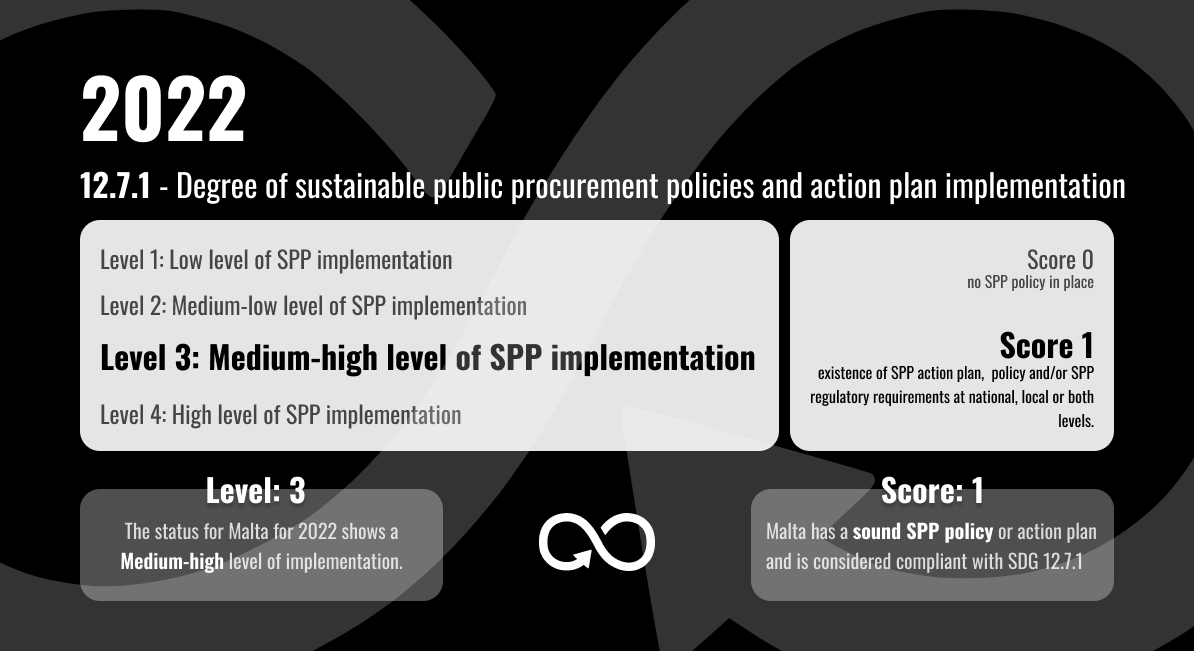 2022
12.7.1 - Degree of sustainable public procurement policies and action plan implementation
Level 1: Low level of SPP implementation
Level 2: Medium-low level of SPP implementation
Level 3: Medium-high level of SPP implementation
Level 4: High level of SPP implementation
Score 0
no SPP policy in place
Score 1
existence of SPP action plan,  policy and/or SPP
regulatory requirements at national, local or both
levels.
Level: 3
The status for Malta for 2022 shows a
Medium-high level of implementation.
Score: 1
Malta has a sound SPP policy or action plan
and is considered compliant with SDG 12.7.1